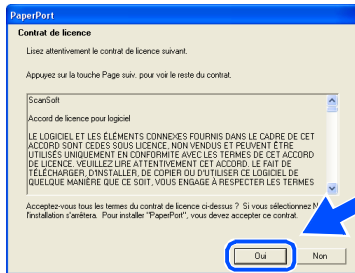 PaperPort
Contrat de licence
Lisez attentivement le contrat de licence suivant.
Appuyez sur la touche Page suiv. pour voir le reste du contrat.
ScanSoft
Accord de licence pour logiciel
LE LOGICIEL ET LES ÉLÉMENTS CONNEXES FOURNIS DANS LE CADRE DE CET
ACCORD SONT CEDES SOUS LICENCE, NON VENDUS ET PEUVENT ÊTRE
UTILISÉS UNIQUEMENT EN CONFORMITE AVEC LES TERMES DE CET ACCORD
DE LICENCE. VEUILLEZ LIRE ATTENTIVEMENT CET ACCORD. LE FAIT DE
TÉLÉCHARGER, D'INSTALLER, DE COPIER OU D'UTILISER CE LOGICIEL DE
QUELQUE MANIÈRE QUE CE SOIT, VOUS ENGAGE À RESPECTER LES TERMES
Acceptez-vous tous les termes du contrat de licence ci-dessus ? Si vous sélectionnez
l'installation s'arrêtera. Pour installer "PaperPort", vous devez accepter ce contrat.
Oui
Non